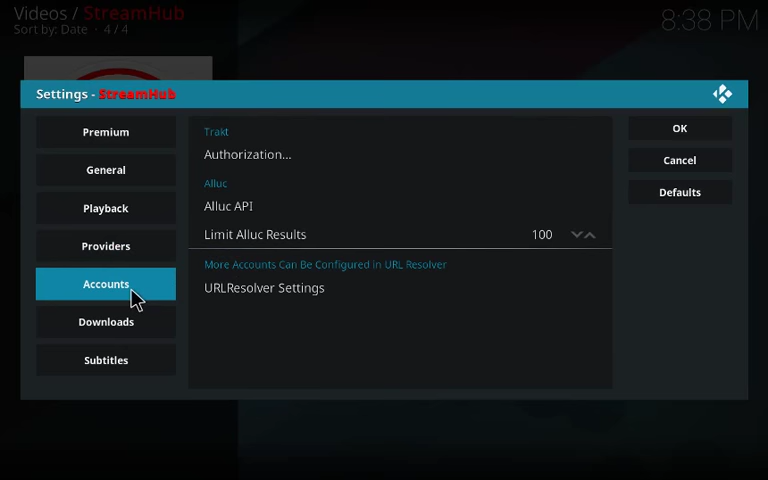 Videos / StreamHub
Sort by: Date · 4 / 4
8:38 PM
Settings - StreamHub
Premium
General
Playback
Providers
Accounts
Downloads
Subtitles
Trakt
Authorization...
Alluc
Alluc API
Limit Alluc Results 100
More Accounts Can Be Configured in URL Resolver
URLResolver Settings
OK
Cancel
Defaults